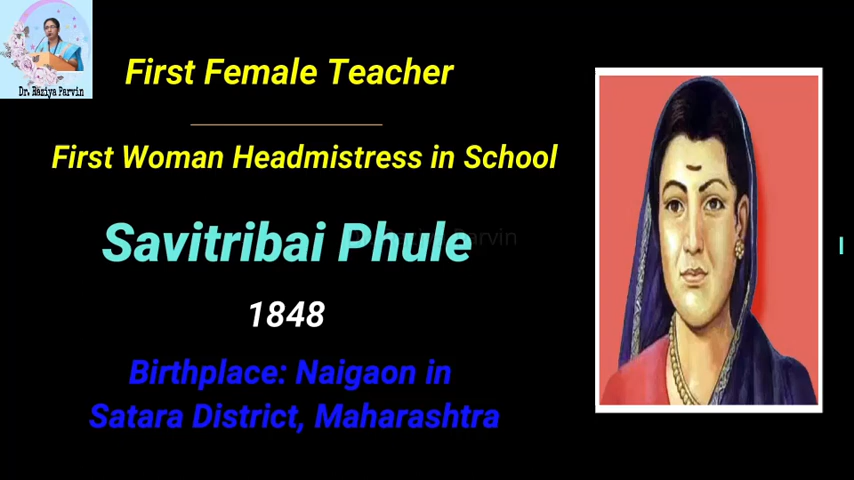 Dr. Raziya Parvin
First Female Teacher
First Woman Headmistress in School
Savitribai Phule
Parvin
1848
Birthplace: Naigaon in
Satara District, Maharashtra